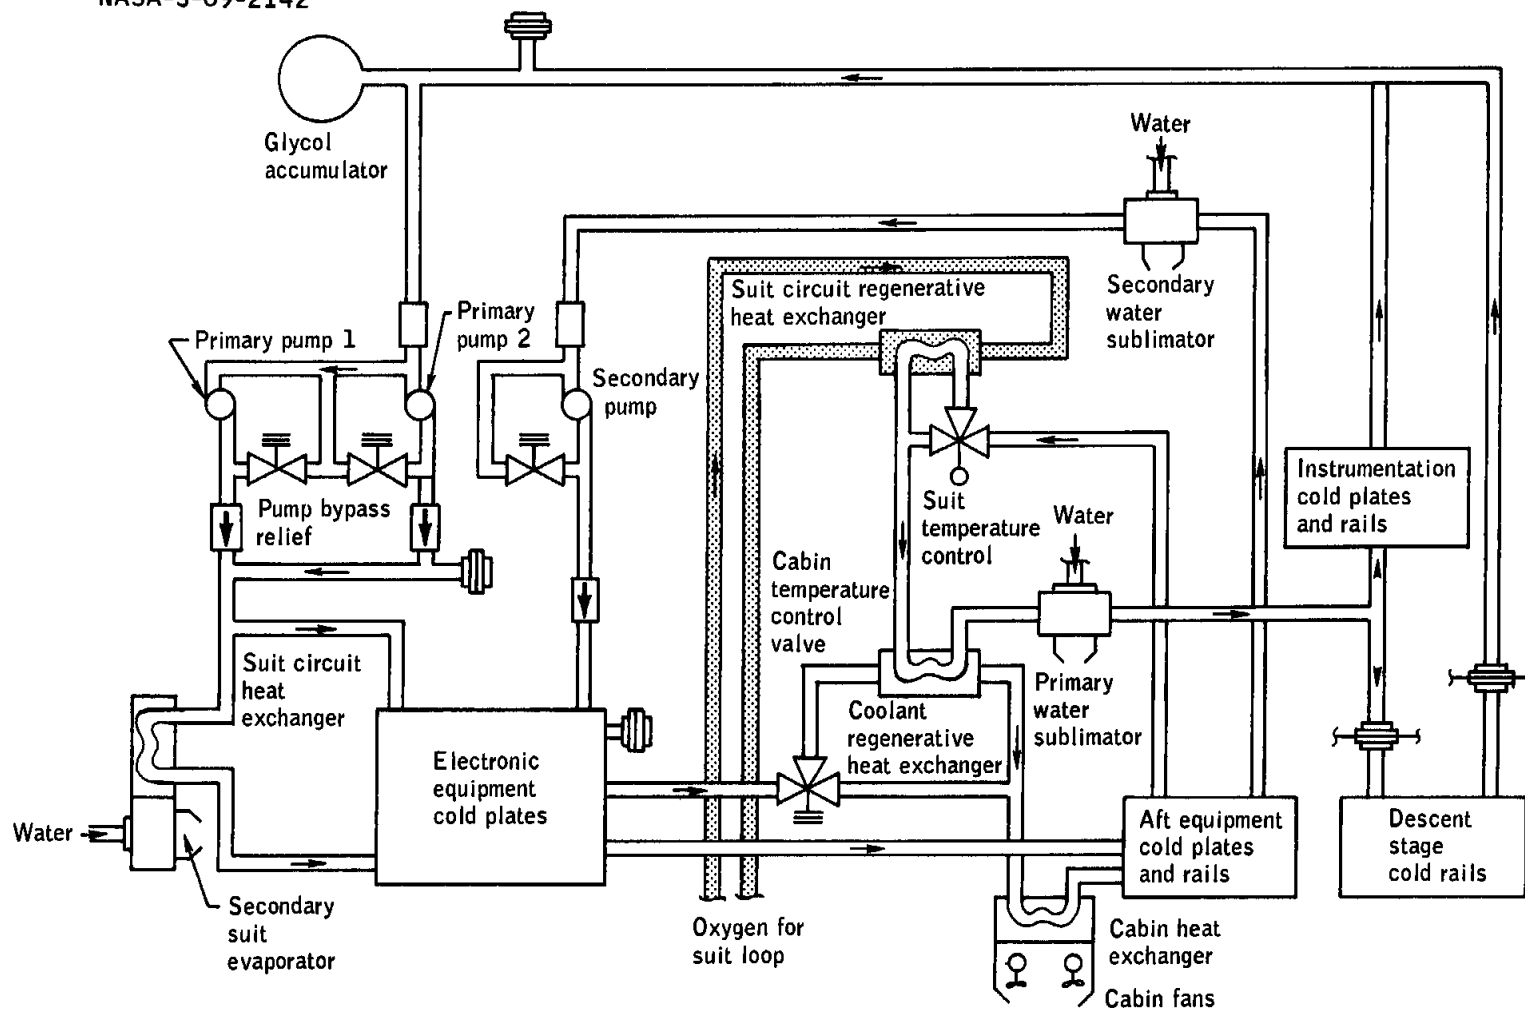 NASA-S-69-2142
Glycol
accumulator
Water
Secondary
water
sublimator
Suit circuit regenerative
heat exchanger
Primary pump 1
Primary
pump 2
Secondary
pump
Pump bypass
relief
Suit
temperature
control
Water
Instrumentation
cold plates
and rails
Cabin
temperature
control
valve
Suit circuit
heat
exchanger
Primary
water
sublimator
Coolant
regenerative
heat exchanger
Electronic
equipment
cold plates
Water
Aft equipment
cold plates
and rails
Descent
stage
cold rails
Secondary
suit
evaporator
Oxygen for
suit loop
Cabin heat
exchanger
Cabin fans